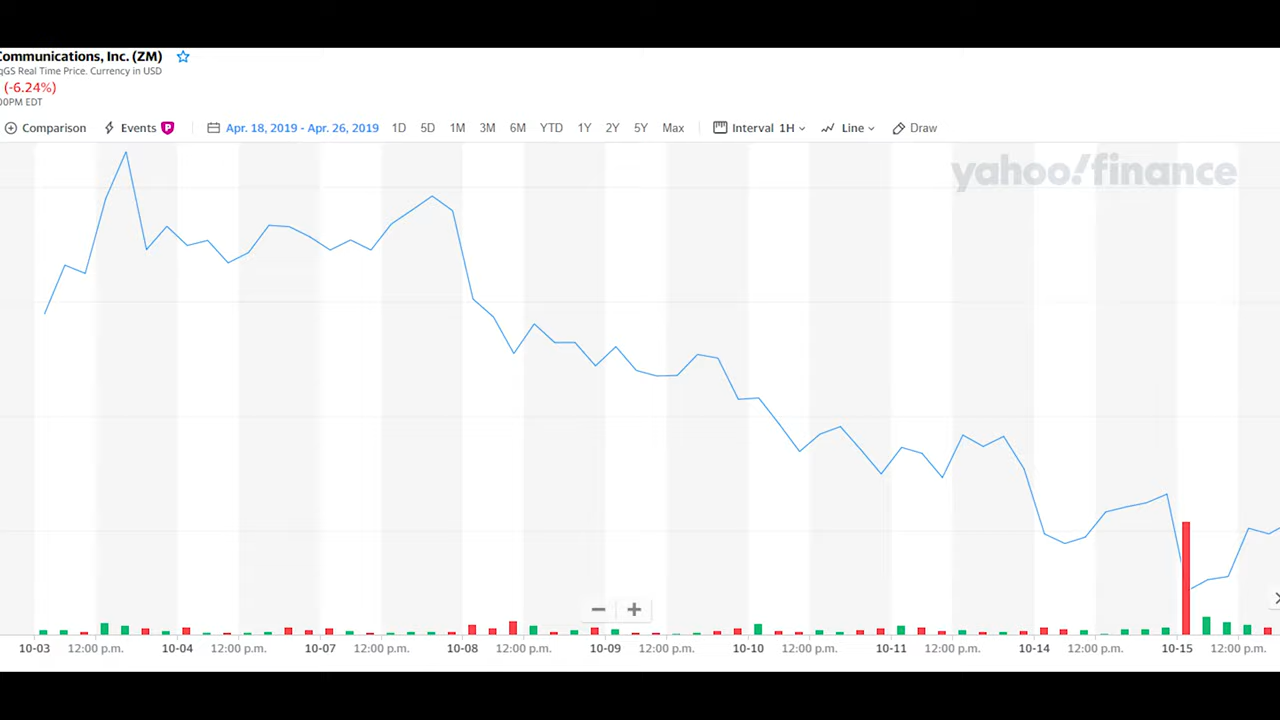 Communications, Inc. (ZM)
qGS Real Time Price. Currency in USD
(-6.24%)
00PM EDT
Comparison Events P Apr. 18, 2019 - Apr. 26, 2019 1D 5D 1M 3M 6M YTD 1Y 2Y 5Y Max Interval 1H Line Draw
yahoo!finance
10-03 12:00 p.m. 10-04 12:00 p.m. 10-07 12:00 p.m. 10-08 12:00 p.m. 10-09 12:00 p.m. 10-10 12:00 p.m. 10-11 12:00 p.m. 10-14 12:00 p.m. 10-15 12:00 p.m.